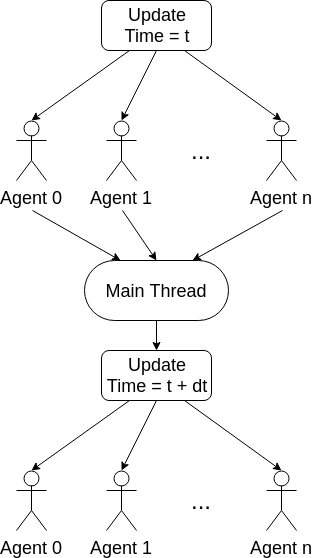 Update
Time = t
...
Agent 0 Agent 1 Agent n
Main Thread
Update
Time = t + dt
...
Agent 0 Agent 1 Agent n